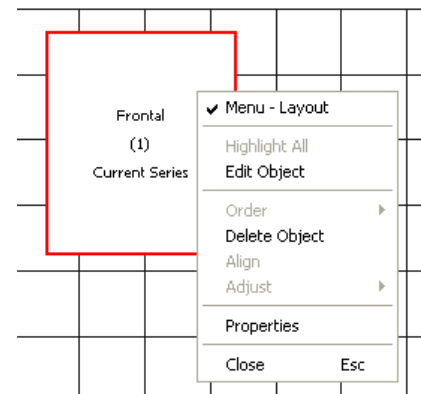 Frontal
(1)
Current Series
Menu - Layout
Highlight All
Edit Object
Order
Delete Object
Align
Adjust
Properties
Close Esc